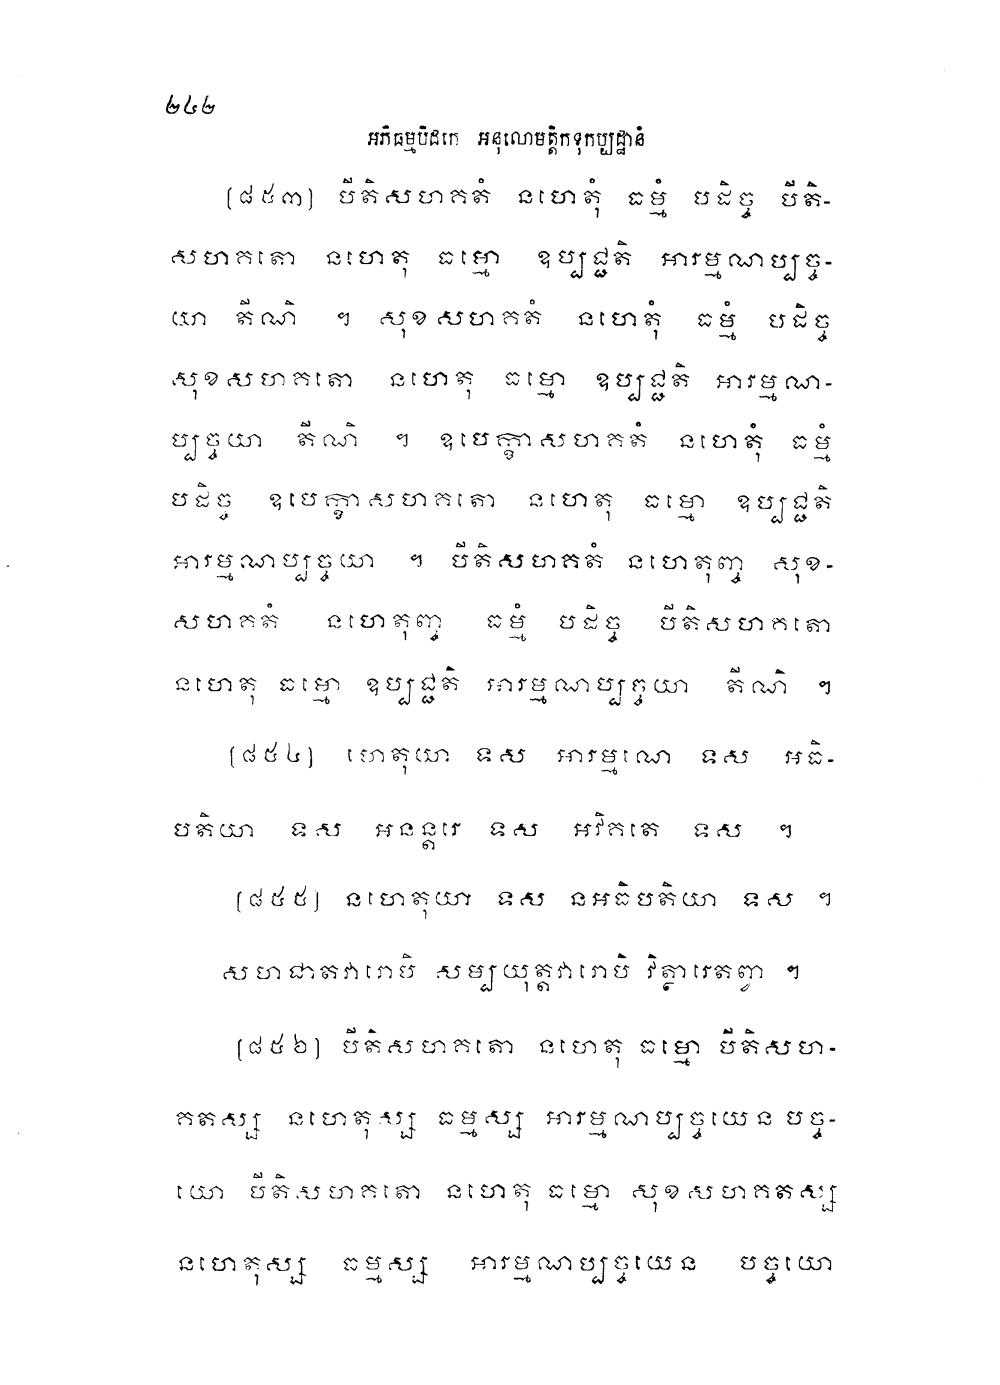 ២៤២
អភិធម្មបិដកេ អនុលោមត្តិកទុកប្បដ្ឋានំ
[៨៥៣] បីតិសហគតំ នហេតុំ ធម្មំ បដិច្ច បីតិ-
សហគតោ នហេតុ ធម្មោ ឧប្បជ្ជតិ អារម្មណប្បច្ច-
យា តីណិ ។ សុខសហគតំ នហេតុំ ធម្មំ បដិច្ច
សុខសហគតោ នហេតុ ធម្មោ ឧប្បជ្ជតិ អារម្មណ-
ប្បច្ចយា តីណិ ។ ឧបេក្ខាសហគតំ នហេតុំ ធម្មំ
បដិច្ច ឧបេក្ខាសហគតោ នហេតុ ធម្មោ ឧប្បជ្ជតិ
អារម្មណប្បច្ចយា ។ បីតិសហគតំ នហេតុញ្ច សុខ-
សហគតំ នហេតុញ្ច ធម្មំ បដិច្ច បីតិសហគតោ
នហេតុ ធម្មោ ឧប្បជ្ជតិ អារម្មណប្បច្ចយា តីណិ ។
[៨៥៤] ហេតុយា ទស អារម្មណេ ទស អធិ-
បតិយា ទស អនន្តរេ ទស អវិគតេ ទស ។
[៨៥៥] នហេតុយា ទស នអធិបតិយា ទស ។
សហជាតវារោបិ សម្បយុត្តវារោបិ វិត្ថារេតព្វា ។
[៨៥៦] បីតិសហគតោ នហេតុ ធម្មោ បីតិសហ-
គតស្ស នហេតុស្ស ធម្មស្ស អារម្មណប្បច្ចយេន បច្ច-
យោ បីតិសហគតោ នហេតុ ធម្មោ សុខសហគតស្ស
នហេតុស្ស ធម្មស្ស អារម្មណប្បច្ចយេន បច្ចយោ